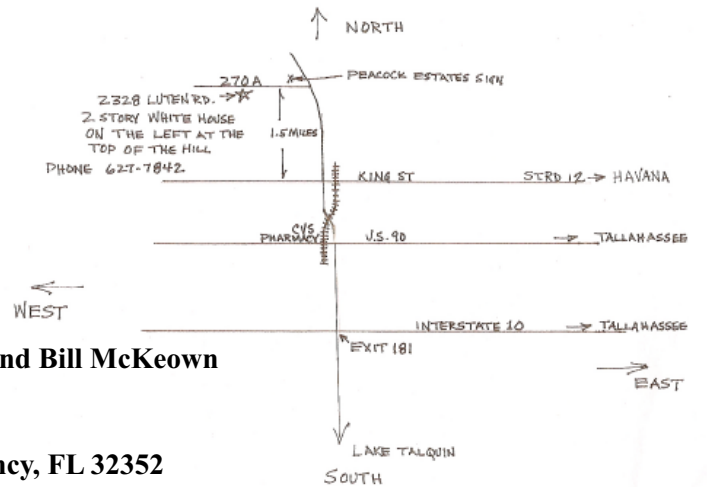 NORTH
270A
PEACOCK ESTATES SIGN
2328 LUTEN RD.
2 STORY WHITE HOUSE
ON THE LEFT AT THE
TOP OF THE HILL
PHONE 627-7842
1.5 MILES
KING ST
STRD 12 → HAVANA
CVS
PHARMACY
U.S. 90
→ TALLAHASSEE
WEST
INTERSTATE 10
→ TALLAHASSEE
EXIT 181
nd Bill McKeown
EAST
LAKE TALQUIN
ncy, FL 32352
SOUTH